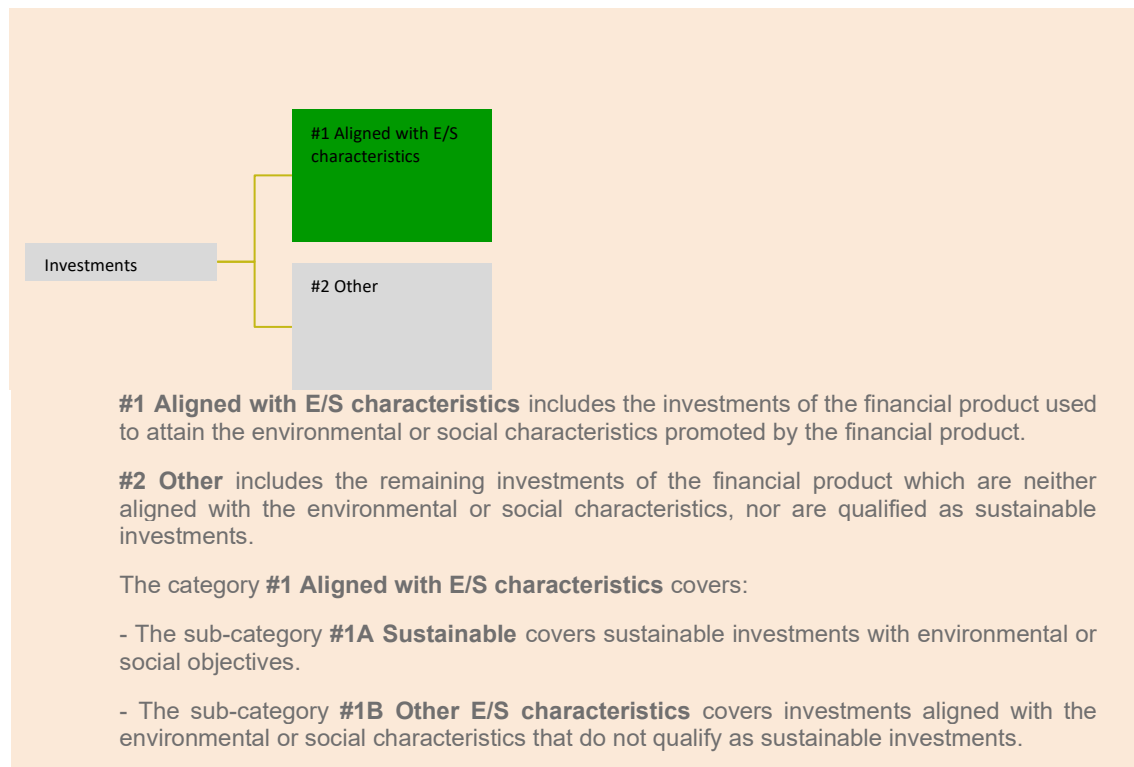 #1 Aligned with E/S
characteristics
Investments
#2 Other
#1 Aligned with E/S characteristics includes the investments of the financial product used
to attain the environmental or social characteristics promoted by the financial product.
#2 Other includes the remaining investments of the financial product which are neither
aligned with the environmental or social characteristics, nor are qualified as sustainable
investments.
The category #1 Aligned with E/S characteristics covers:
- The sub-category #1A Sustainable covers sustainable investments with environmental or
social objectives.
- The sub-category #1B Other E/S characteristics covers investments aligned with the
environmental or social characteristics that do not qualify as sustainable investments.